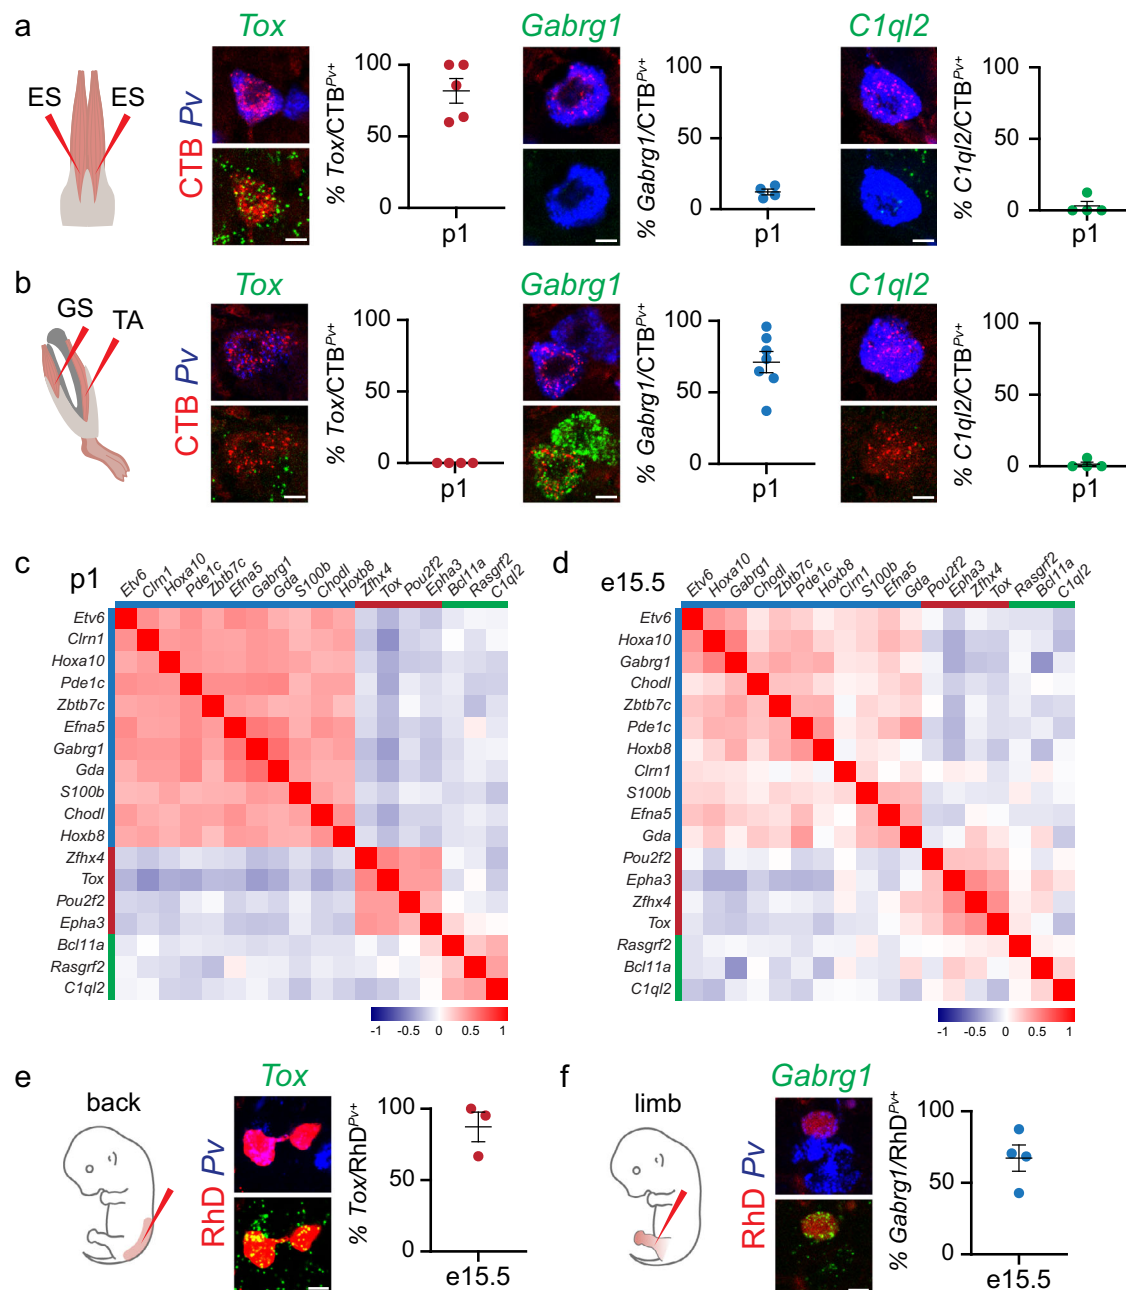 a
Tox
Gabrg1
C1ql2
ES ES
CTB Pv
% Tox/CTB^Pv+
100
50
0
p1
% Gabrg1/CTB^Pv+
100
50
0
p1
% C1ql2/CTB^Pv+
100
50
0
p1
b
Tox
Gabrg1
C1ql2
GS
TA
CTB Pv
% Tox/CTB^Pv+
100
50
0
p1
% Gabrg1/CTB^Pv+
100
50
0
p1
% C1ql2/CTB^Pv+
100
50
0
p1
c
p1
Etv6 Clrn1 Hoxa10 Pde1c Zbtb7c Efna5 Gabrg1 Gda S100b Chodl Hoxb8 Zfhx4 Tox Pou2f2 Epha3 Bcl11a Rasgrf2 C1ql2
Etv6
Clrn1
Hoxa10
Pde1c
Zbtb7c
Efna5
Gabrg1
Gda
S100b
Chodl
Hoxb8
Zfhx4
Tox
Pou2f2
Epha3
Bcl11a
Rasgrf2
C1ql2
-1 -0.5 0 0.5 1
d
e15.5
Etv6 Hoxa10 Gabrg1 Chodl Zbtb7c Pde1c Hoxb8 Clrn1 S100b Efna5 Gda Pou2f2 Epha3 Zfhx4 Tox Rasgrf2 Bcl11a C1ql2
Etv6
Hoxa10
Gabrg1
Chodl
Zbtb7c
Pde1c
Hoxb8
Clrn1
S100b
Efna5
Gda
Pou2f2
Epha3
Zfhx4
Tox
Rasgrf2
Bcl11a
C1ql2
-1 -0.5 0 0.5 1
e
back
Tox
RhD Pv
% Tox/RhD^Pv+
100
50
0
e15.5
f
limb
Gabrg1
RhD Pv
% Gabrg1/RhD^Pv+
100
50
0
e15.5